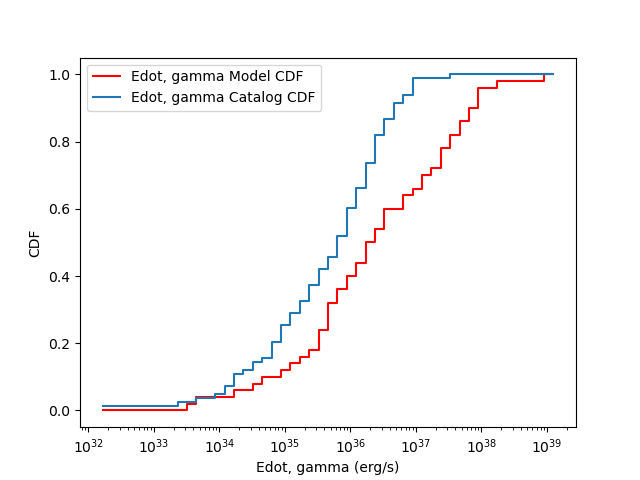 Edot, gamma Model CDF
Edot, gamma Catalog CDF
1.0
0.8
0.6
0.4
0.2
0.0
CDF
10^32 10^33 10^34 10^35 10^36 10^37 10^38 10^39
Edot, gamma (erg/s)